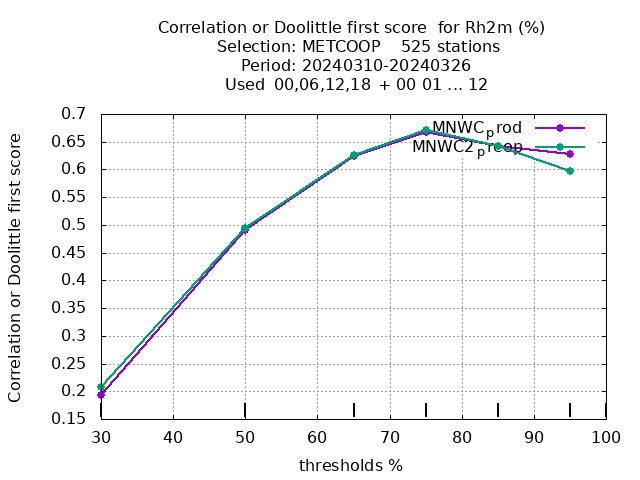 Correlation or Doolittle first score  for Rh2m (%)
Selection: METCOOP    525 stations
Period: 20240310-20240326
Used  00,06,12,18 + 00 01 ... 12
Correlation or Doolittle first score
0.7
0.65
0.6
0.55
0.5
0.45
0.4
0.35
0.3
0.25
0.2
0.15
MNWC_prod
MNWC2_preop
30 40 50 60 70 80 90 100
thresholds %